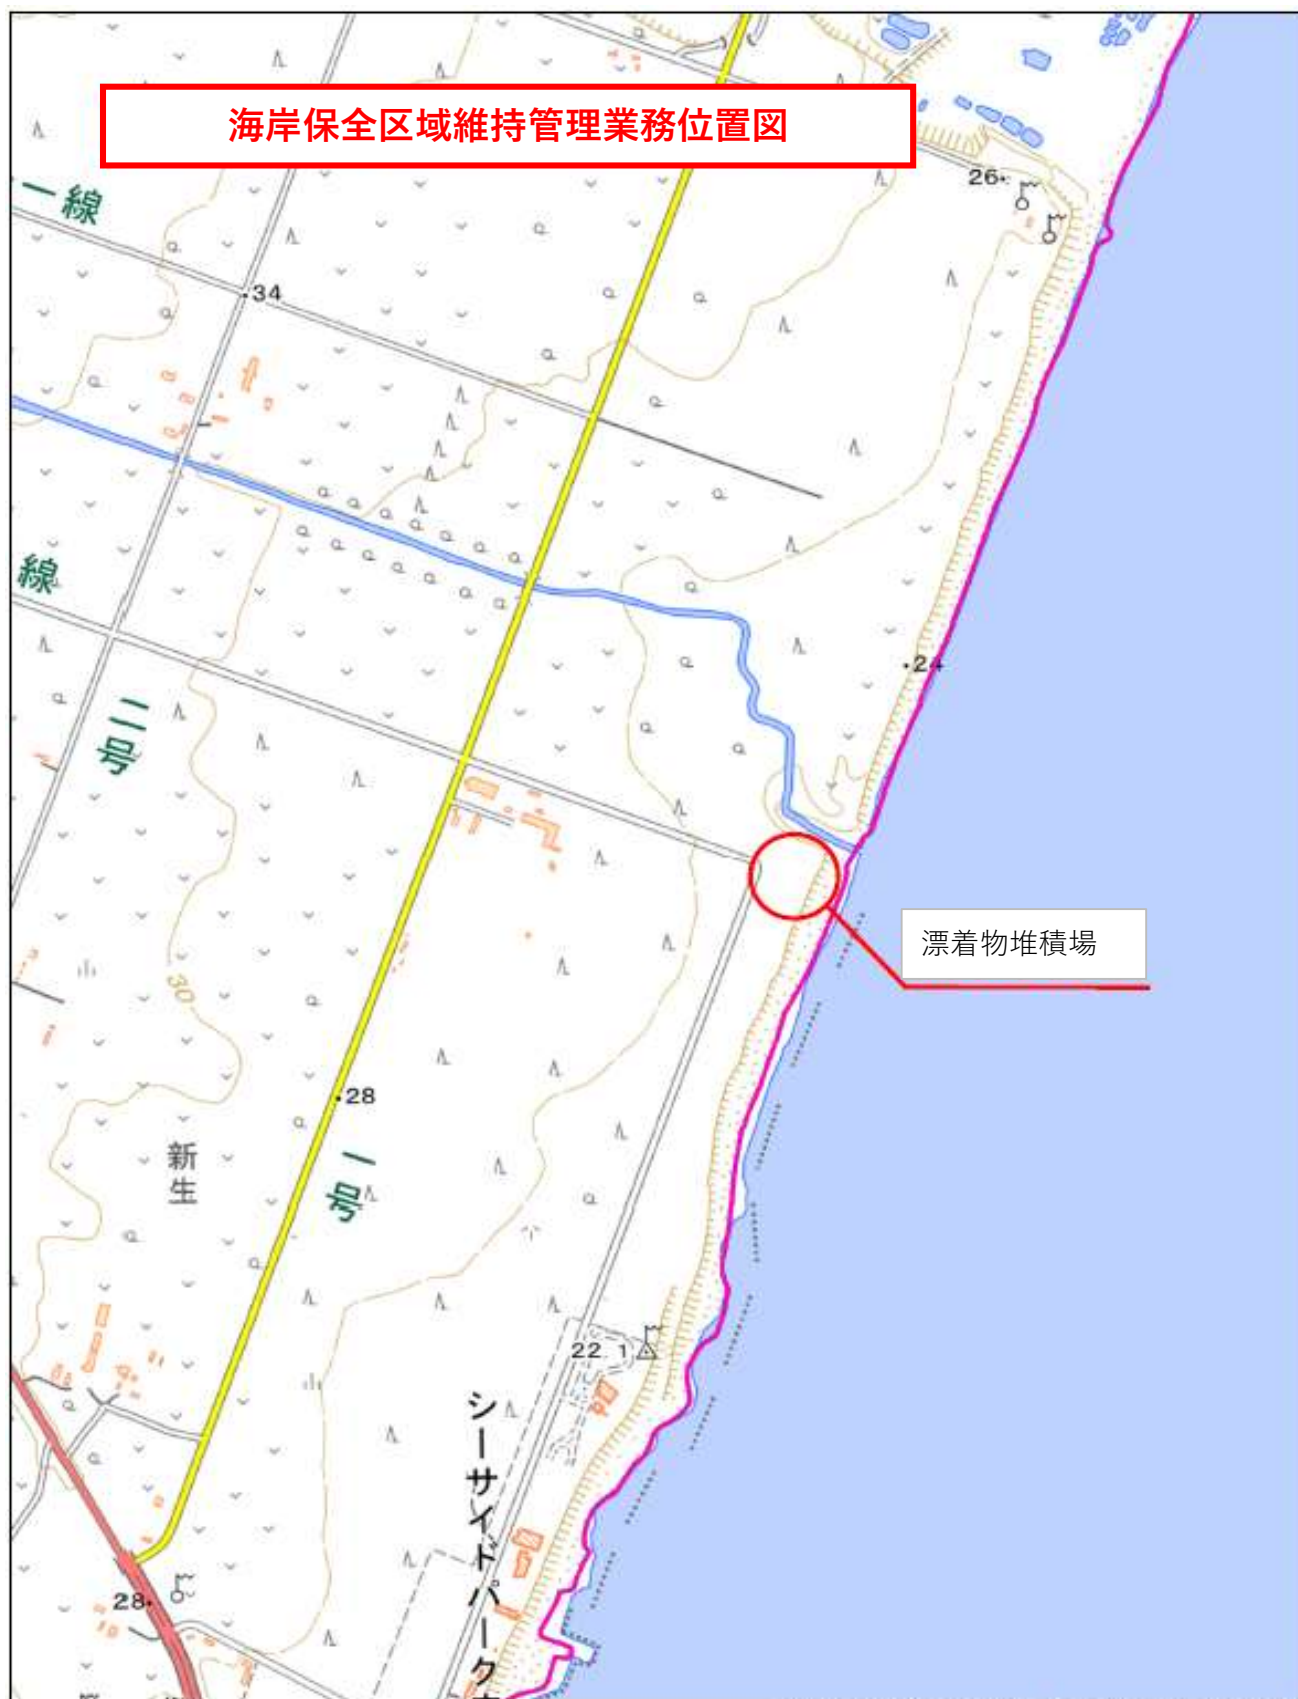 海岸保全区域維持管理業務位置図
一線
26
34
線
24
二号
漂着物堆積場
30
28
新生
一号
22.1
シーサイドパーク
28